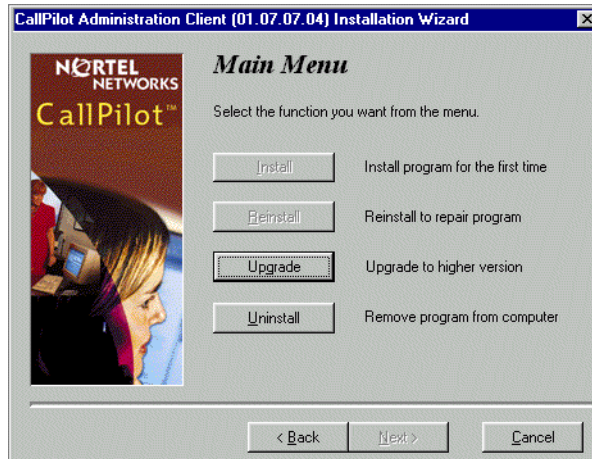 CallPilot Administration Client (01.07.07.04) Installation Wizard
NORTEL
NETWORKS
CallPilot™
Main Menu
Select the function you want from the menu.
Install Install program for the first time
Reinstall Reinstall to repair program
Upgrade Upgrade to higher version
Uninstall Remove program from computer
< Back Next > Cancel